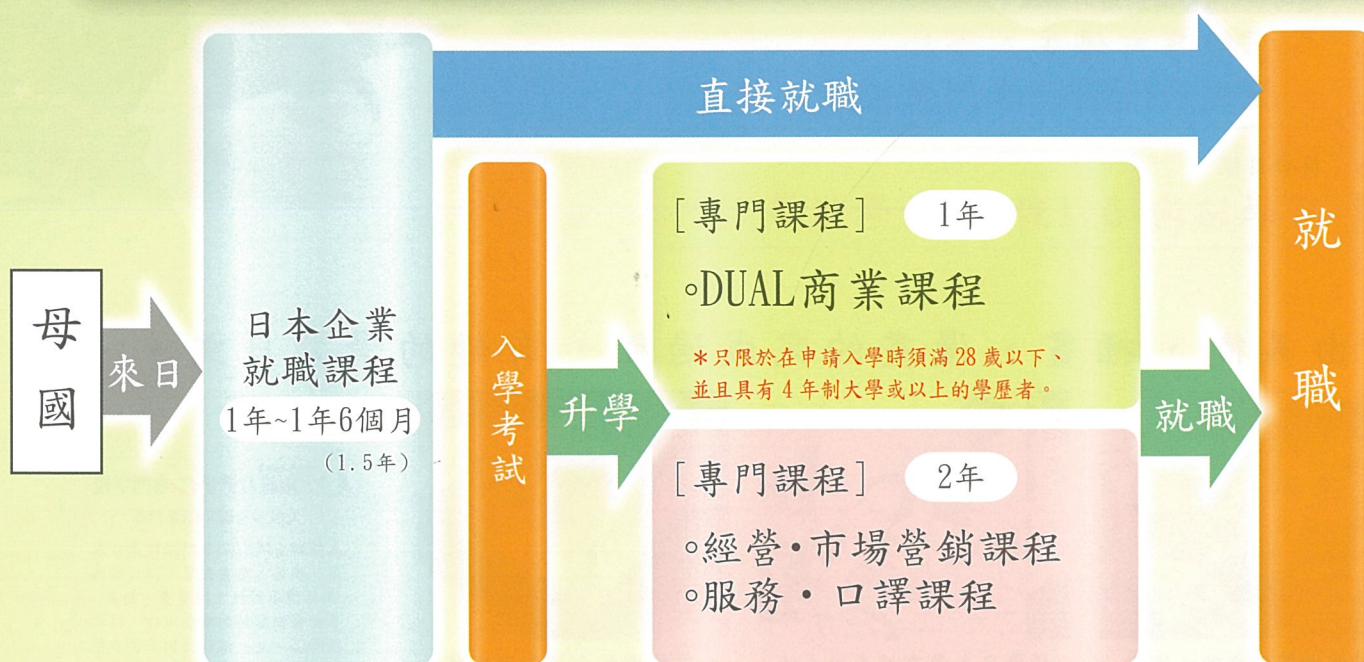 母
國
來日
日本企業
就職課程
1年~1年6個月
(1.5年)
直接就職
入
學
考
試
升學
[專門課程] 1年
◦DUAL商業課程
*只限於在申請入學時須滿28歲以下、
並且具有4年制大學或以上的學歷者。
[專門課程] 2年
◦經營•市場營銷課程
◦服務•口譯課程
就職
就
職